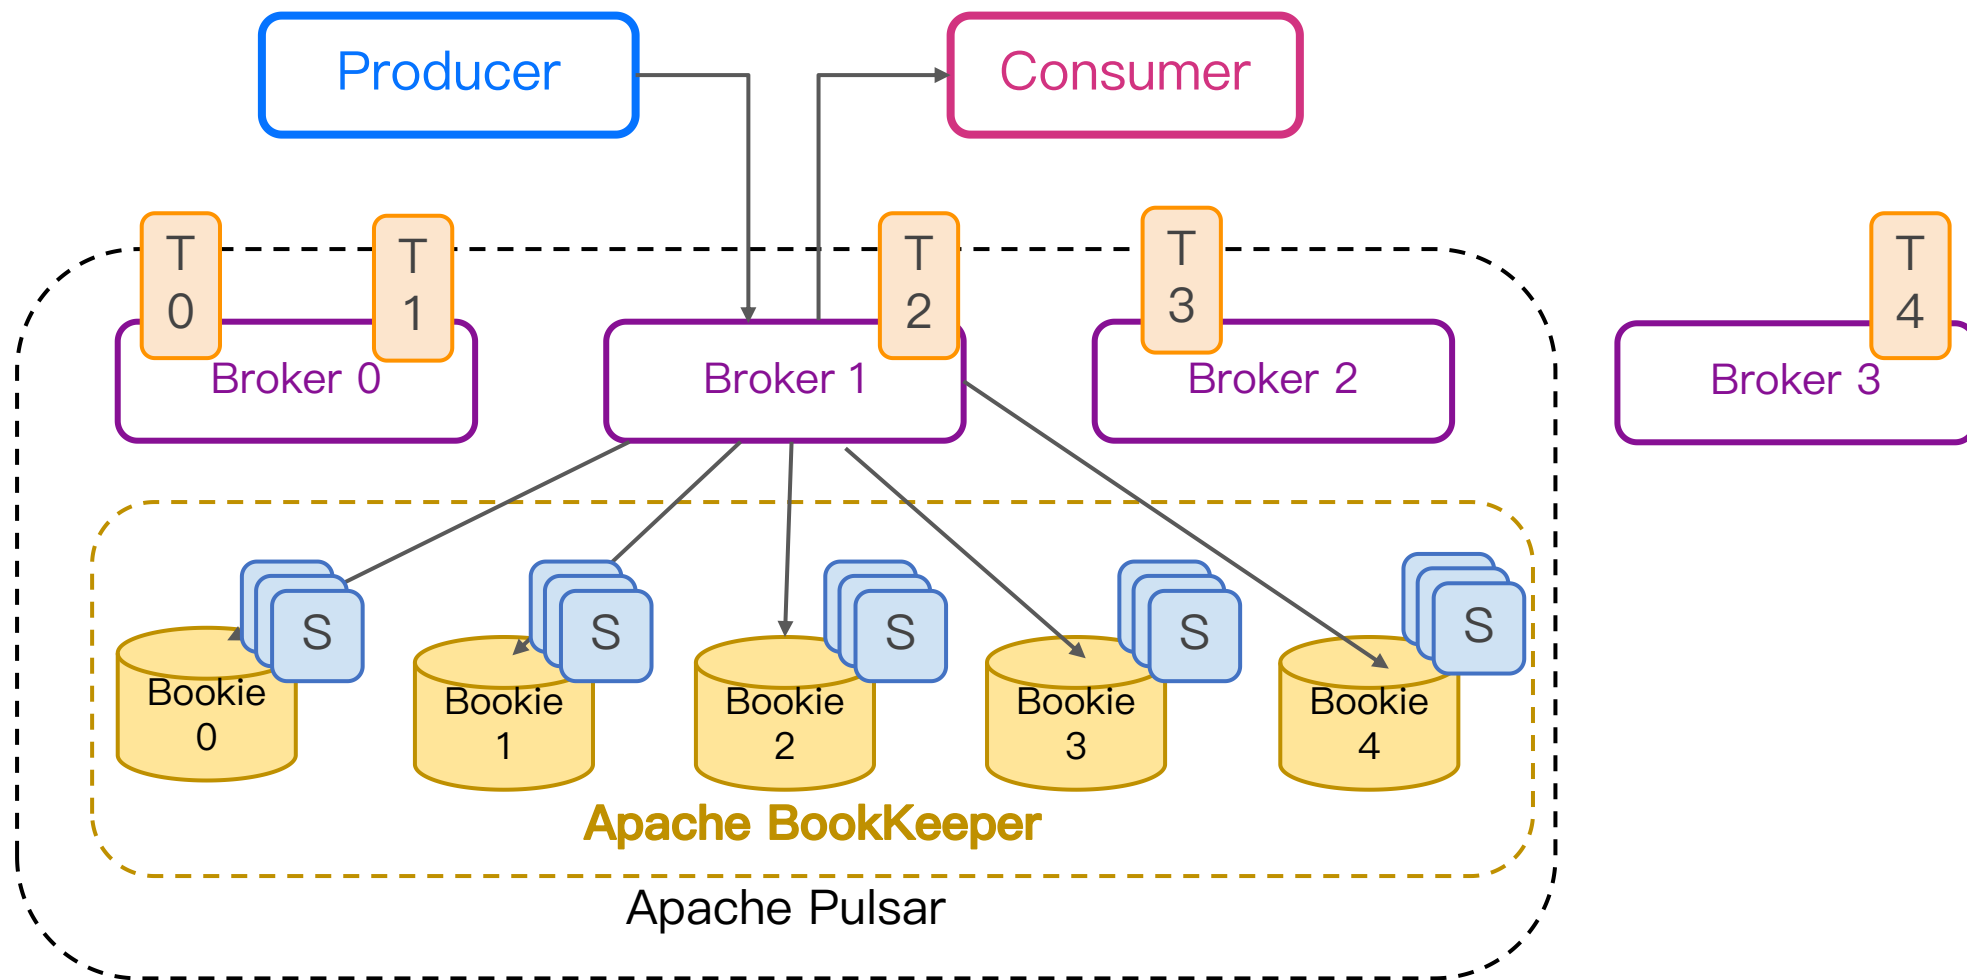 Producer
Consumer
T
0
T
1
T
2
T
3
T
4
Broker 0
Broker 1
Broker 2
Broker 3
S
S
S
S
S
Bookie
0
Bookie
1
Bookie
2
Bookie
3
Bookie
4
Apache BookKeeper
Apache Pulsar